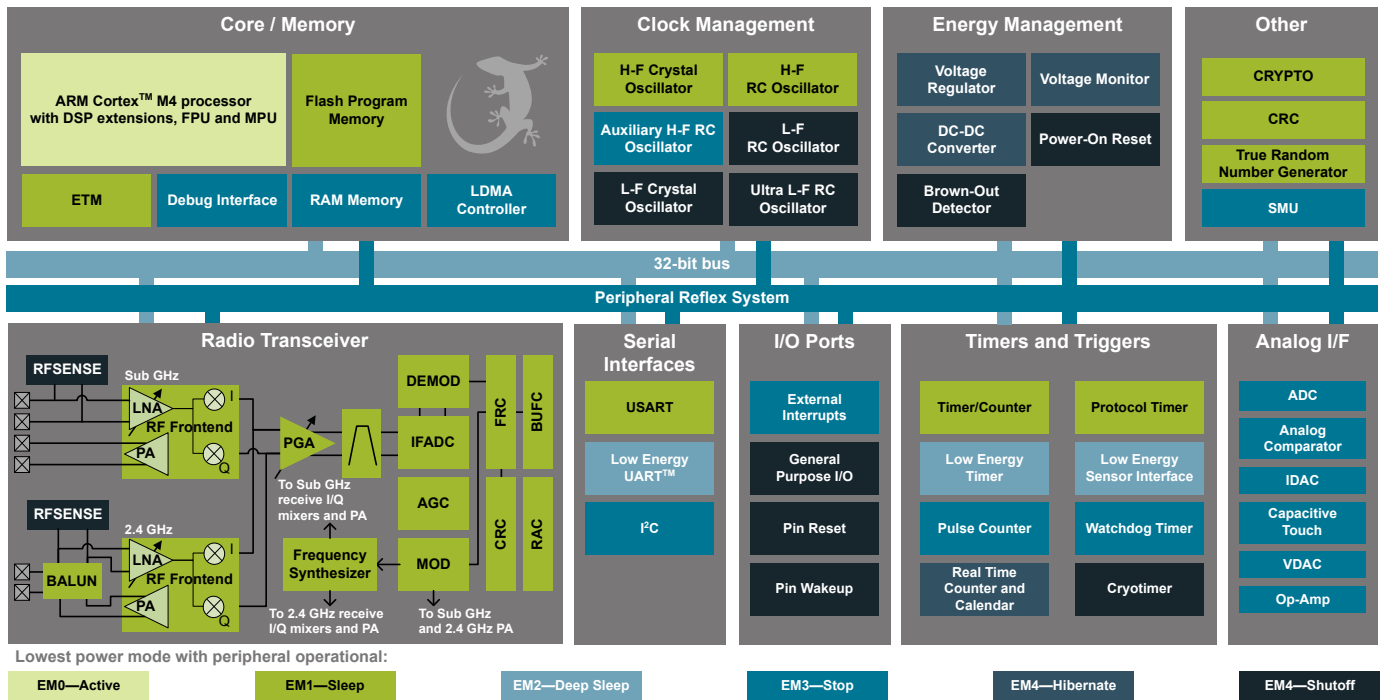 Core / Memory
ARM Cortex™ M4 processor
with DSP extensions, FPU and MPU
Flash Program
Memory
ETM
Debug Interface
RAM Memory
LDMA
Controller
Clock Management
H-F Crystal
Oscillator
H-F
RC Oscillator
Auxiliary H-F RC
Oscillator
L-F
RC Oscillator
L-F Crystal
Oscillator
Ultra L-F RC
Oscillator
Energy Management
Voltage
Regulator
Voltage Monitor
DC-DC
Converter
Power-On Reset
Brown-Out
Detector
Other
CRYPTO
CRC
True Random
Number Generator
SMU
32-bit bus
Peripheral Reflex System
Radio Transceiver
RFSENSE
Sub GHz
LNA
RF Frontend
PA
I
Q
PGA
To Sub GHz
receive I/Q
mixers and PA
DEMOD
IFADC
AGC
MOD
FRC
BUFC
CRC
RAC
RFSENSE
2.4 GHz
LNA
RF Frontend
PA
I
Q
BALUN
Frequency
Synthesizer
To 2.4 GHz receive
I/Q mixers and PA
To Sub GHz
and 2.4 GHz PA
Serial
Interfaces
USART
Low Energy
UART™
I²C
I/O Ports
External
Interrupts
General
Purpose I/O
Pin Reset
Pin Wakeup
Timers and Triggers
Timer/Counter
Protocol Timer
Low Energy
Timer
Low Energy
Sensor Interface
Pulse Counter
Watchdog Timer
Real Time
Counter and
Calendar
Cryotimer
Analog I/F
ADC
Analog
Comparator
IDAC
Capacitive
Touch
VDAC
Op-Amp
Lowest power mode with peripheral operational:
EM0—Active
EM1—Sleep
EM2—Deep Sleep
EM3—Stop
EM4—Hibernate
EM4—Shutoff